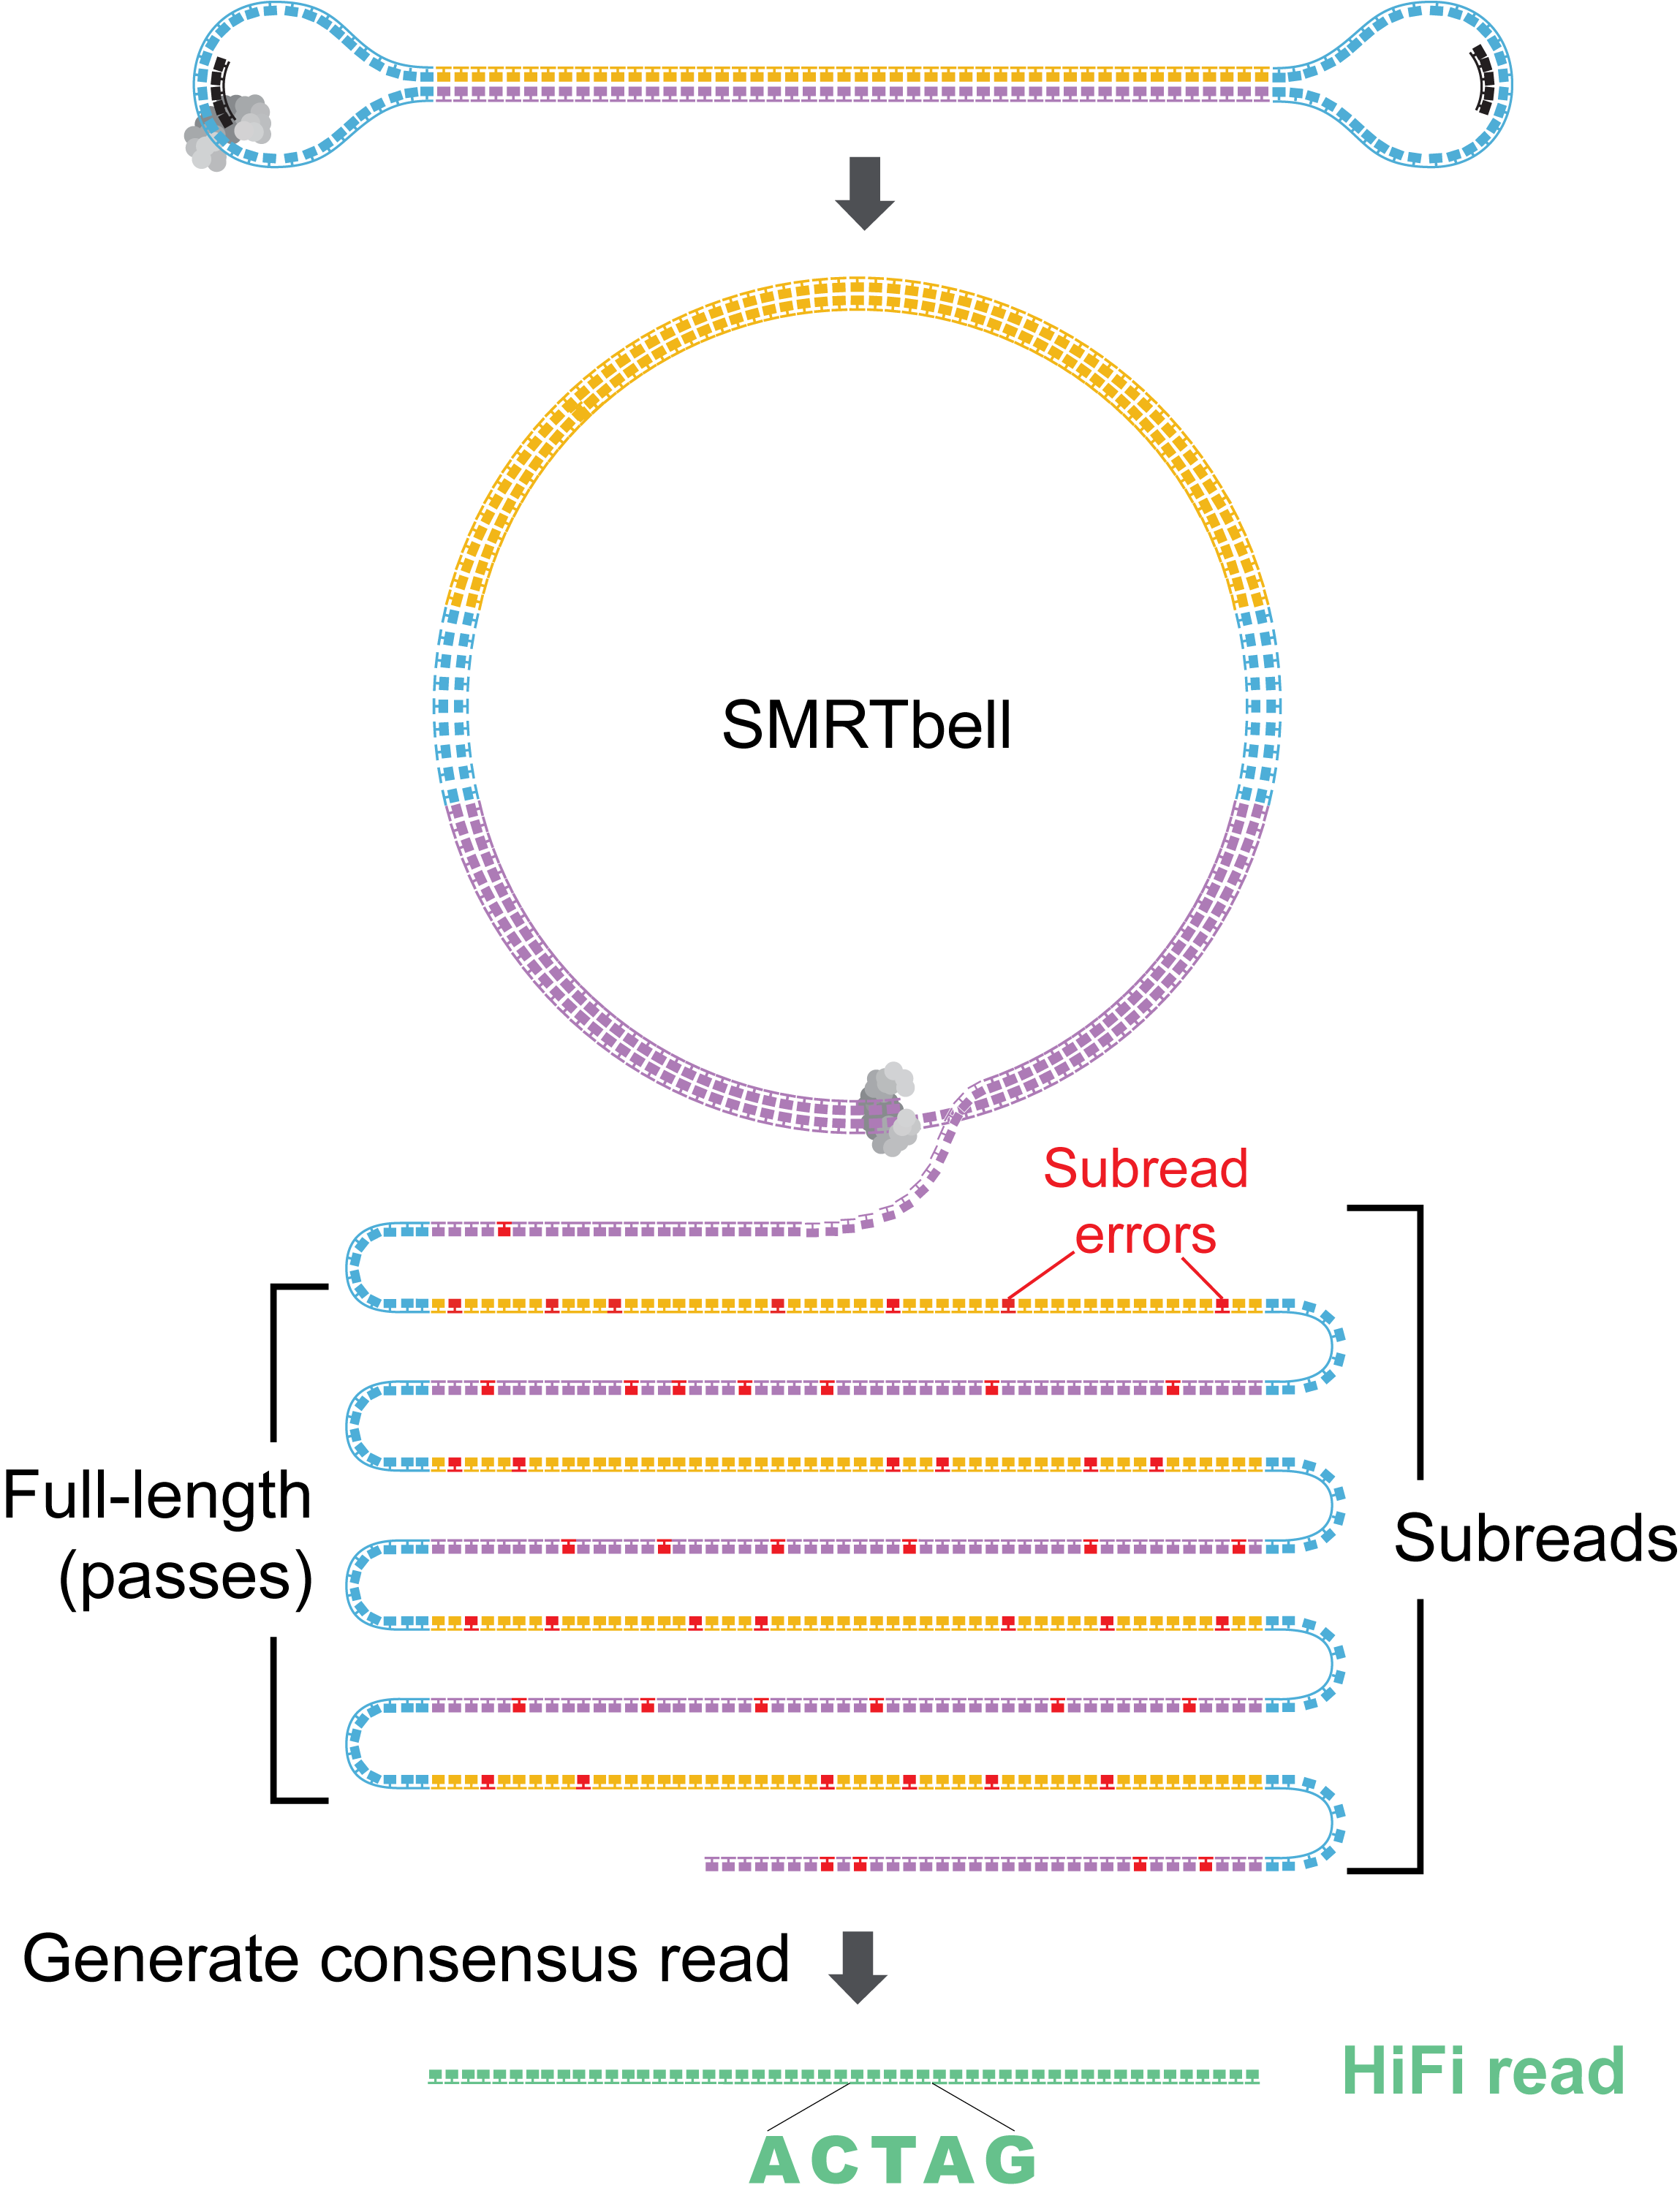 SMRTbell
Subread
errors
Full-length
(passes)
Subreads
Generate consensus read
HiFi read
ACTAG